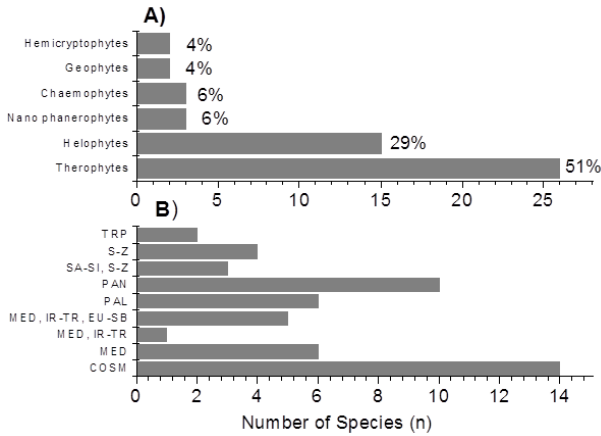 A)
Hemicryptophytes 4%
Geophytes 4%
Chaemophytes 6%
Nanophanerophytes 6%
Helophytes 29%
Therophytes 51%
0 5 10 15 20 25
B)
TRP
S-Z
SA-SI, S-Z
PAN
PAL
MED, IR-TR, EU-SB
MED, IR-TR
MED
COSM
0 2 4 6 8 10 12 14
Number of Species (n)